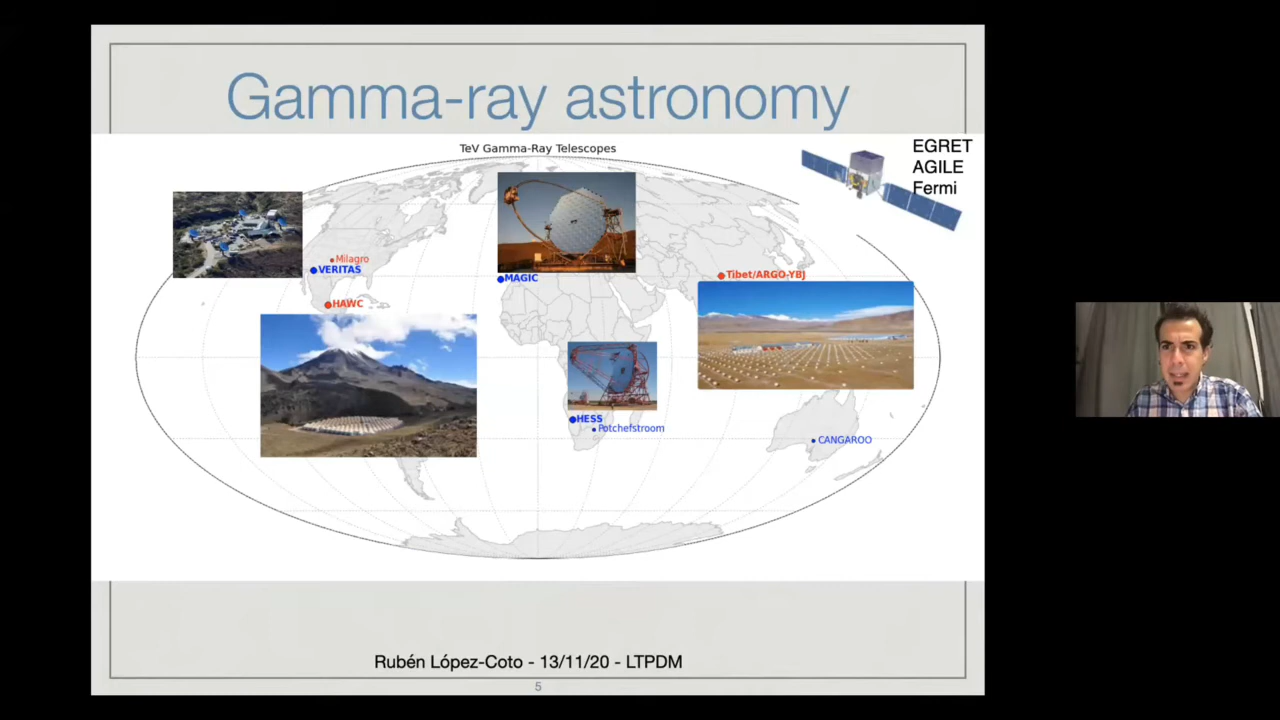 Gamma-ray astronomy
TeV Gamma-Ray Telescopes
EGRET
AGILE
Fermi
Milagro
VERITAS
HAWC
MAGIC
Tibet/ARGO-YBJ
HESS
Potchefstroom
CANGAROO
Rubén López-Coto - 13/11/20 - LTPDM
5